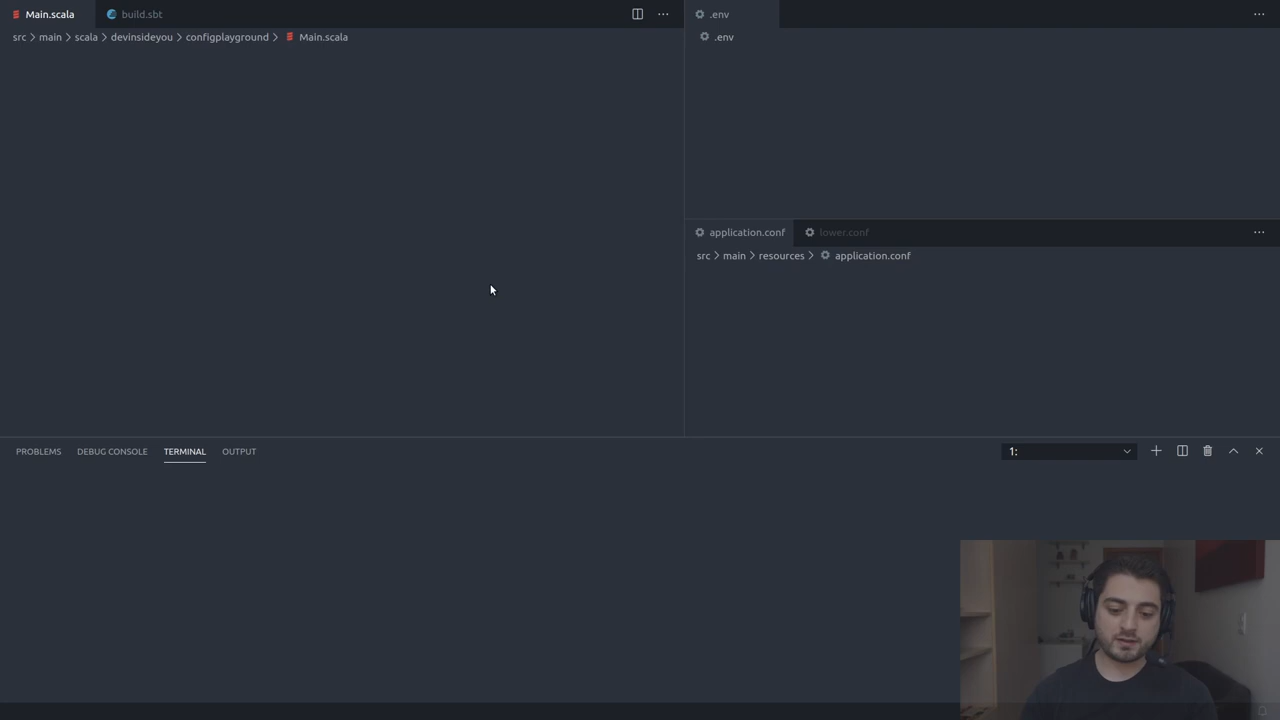 Main.scala
build.sbt
src > main > scala > devinsideyou > configplayground > Main.scala
.env
.env
application.conf
lower.conf
src > main > resources > application.conf
PROBLEMS
DEBUG CONSOLE
TERMINAL
OUTPUT
1: